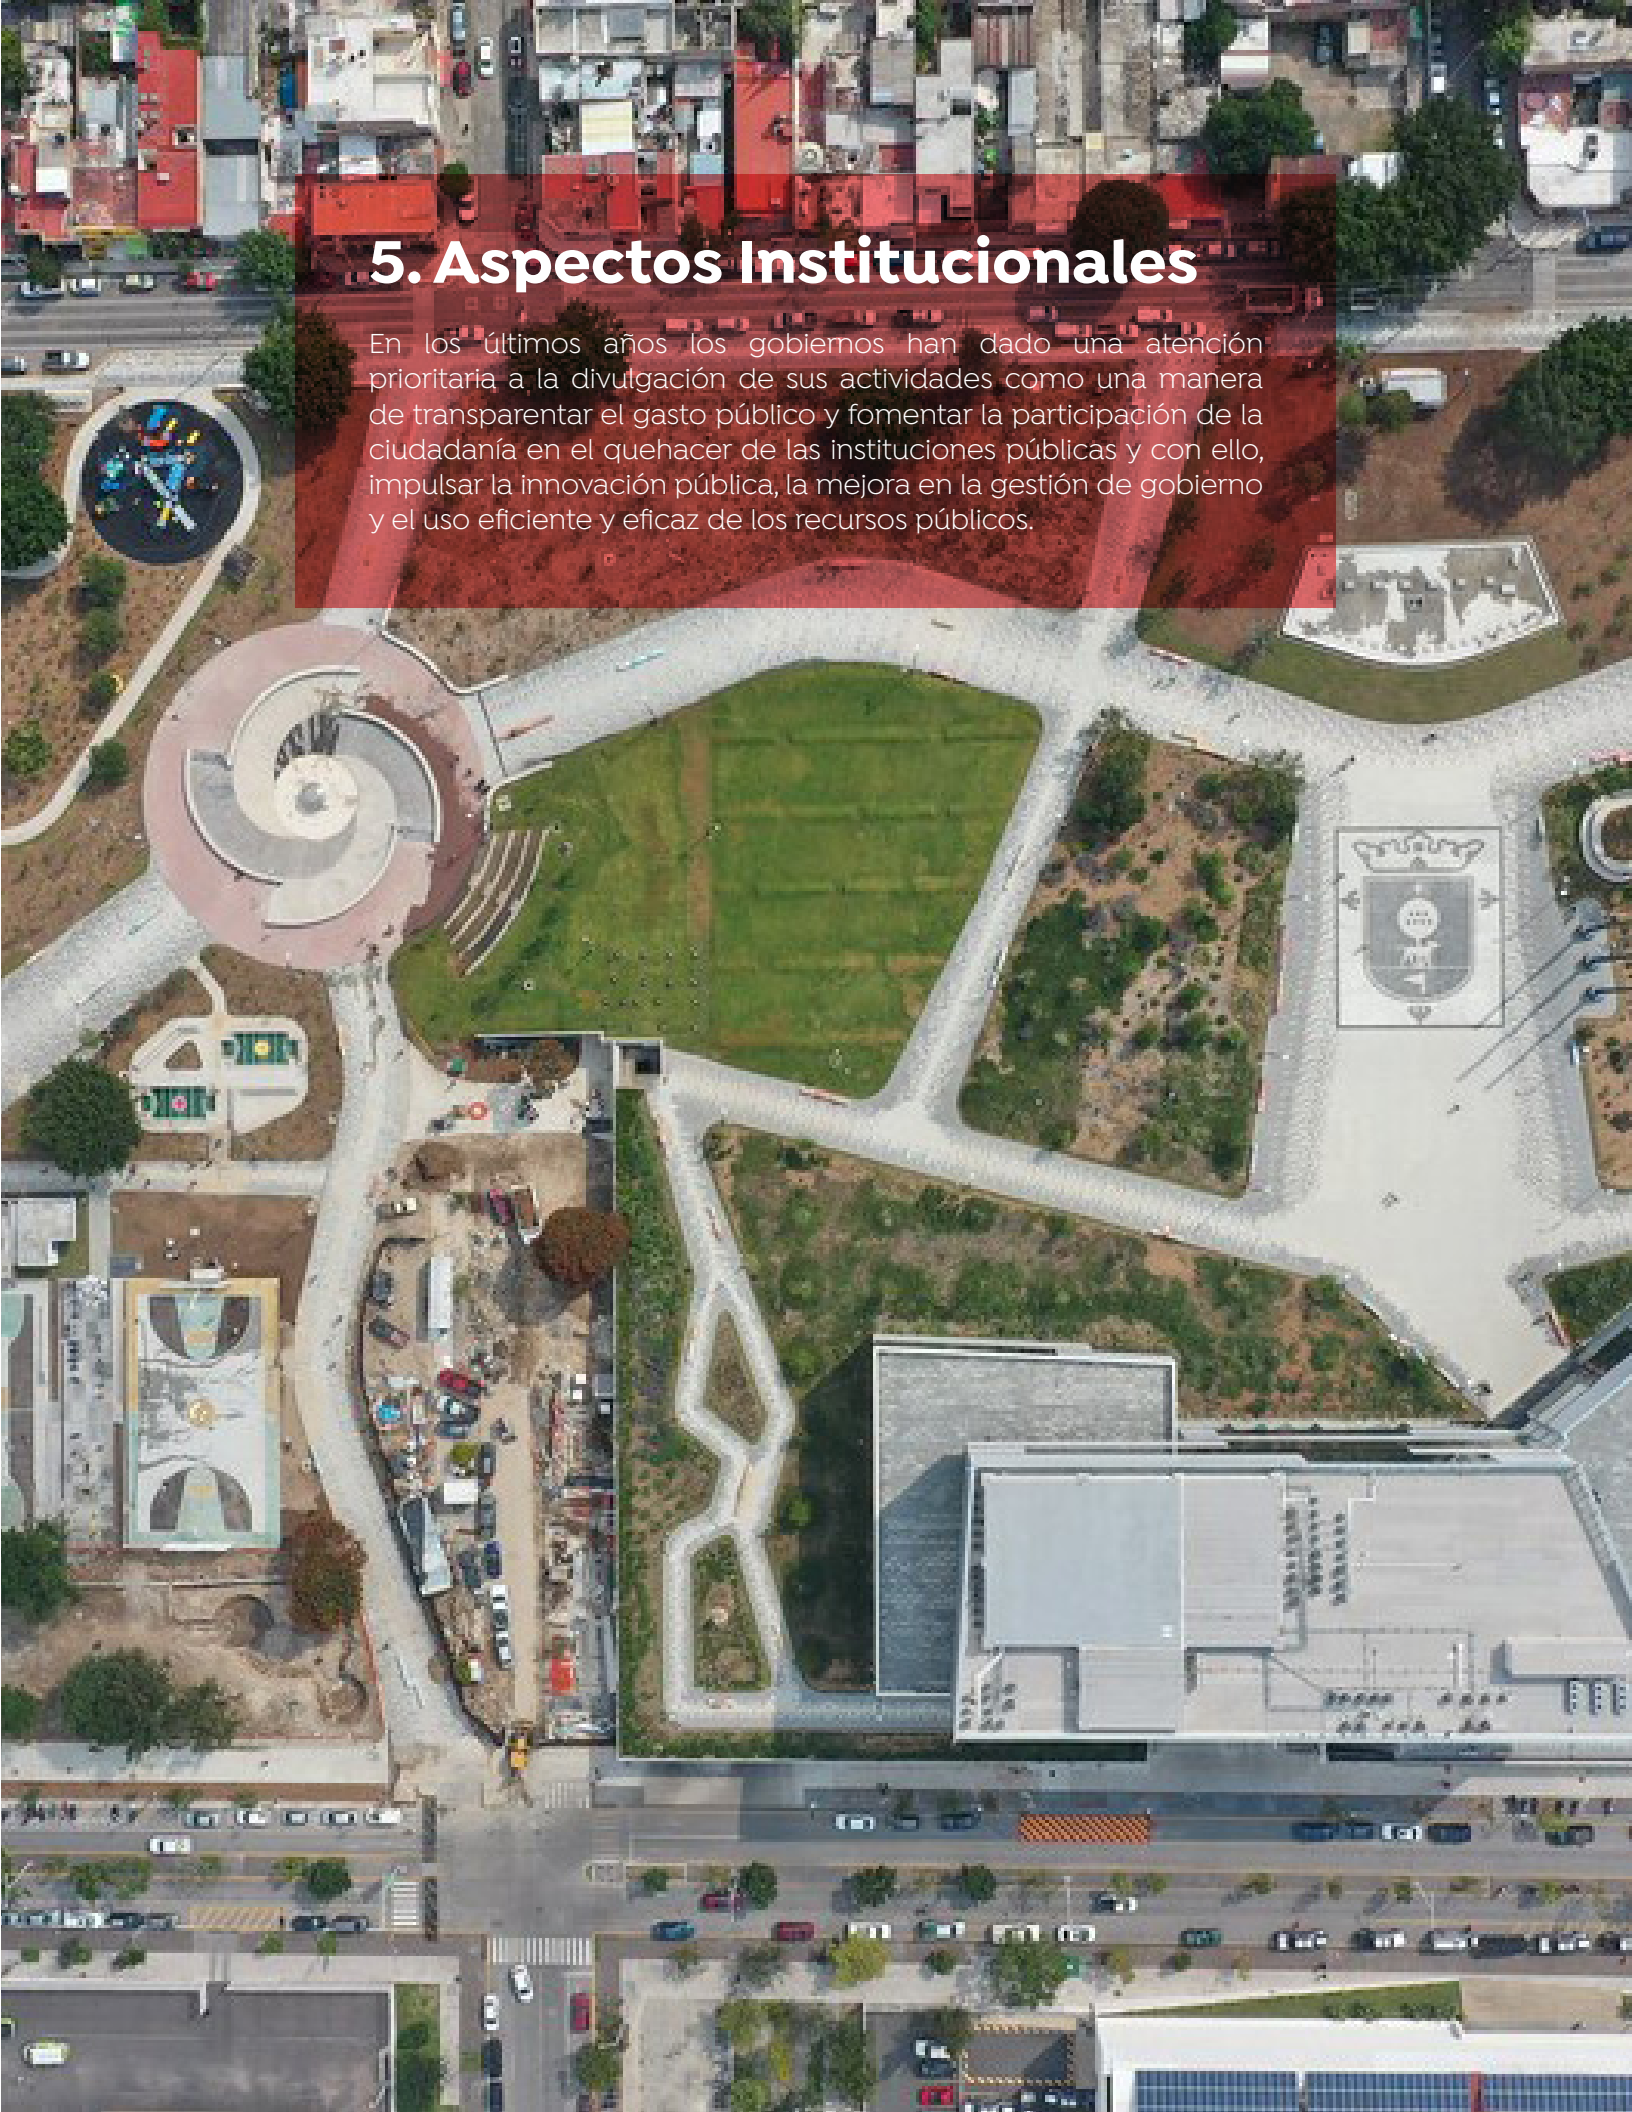 5. Aspectos Institucionales
En los últimos años los gobiernos han dado una atención
prioritaria a la divulgación de sus actividades como una manera
de transparentar el gasto público y fomentar la participación de la
ciudadanía en el quehacer de las instituciones públicas y con ello,
impulsar la innovación pública, la mejora en la gestión de gobierno
y el uso eficiente y eficaz de los recursos públicos.